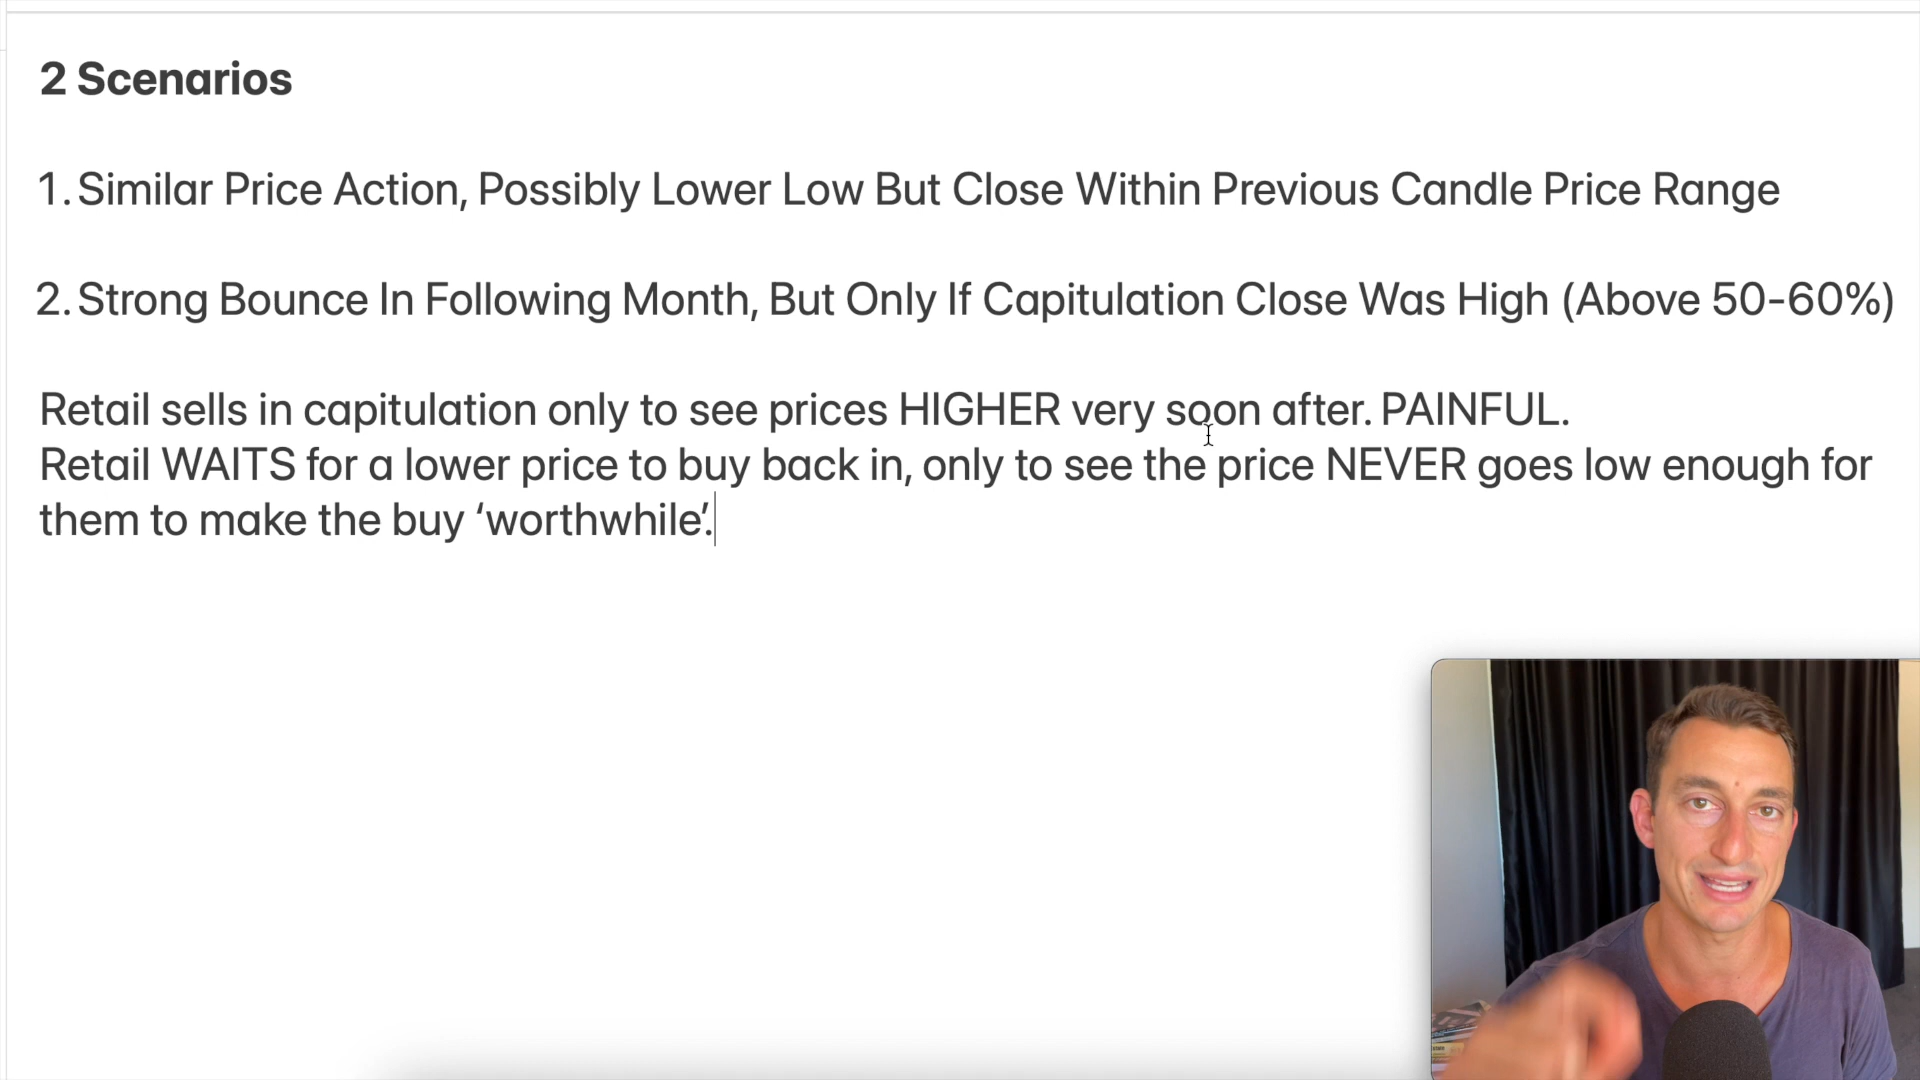 2 Scenarios
1. Similar Price Action, Possibly Lower Low But Close Within Previous Candle Price Range
2. Strong Bounce In Following Month, But Only If Capitulation Close Was High (Above 50-60%)
Retail sells in capitulation only to see prices HIGHER very soon after. PAINFUL.
Retail WAITS for a lower price to buy back in, only to see the price NEVER goes low enough for
them to make the buy ‘worthwhile’.